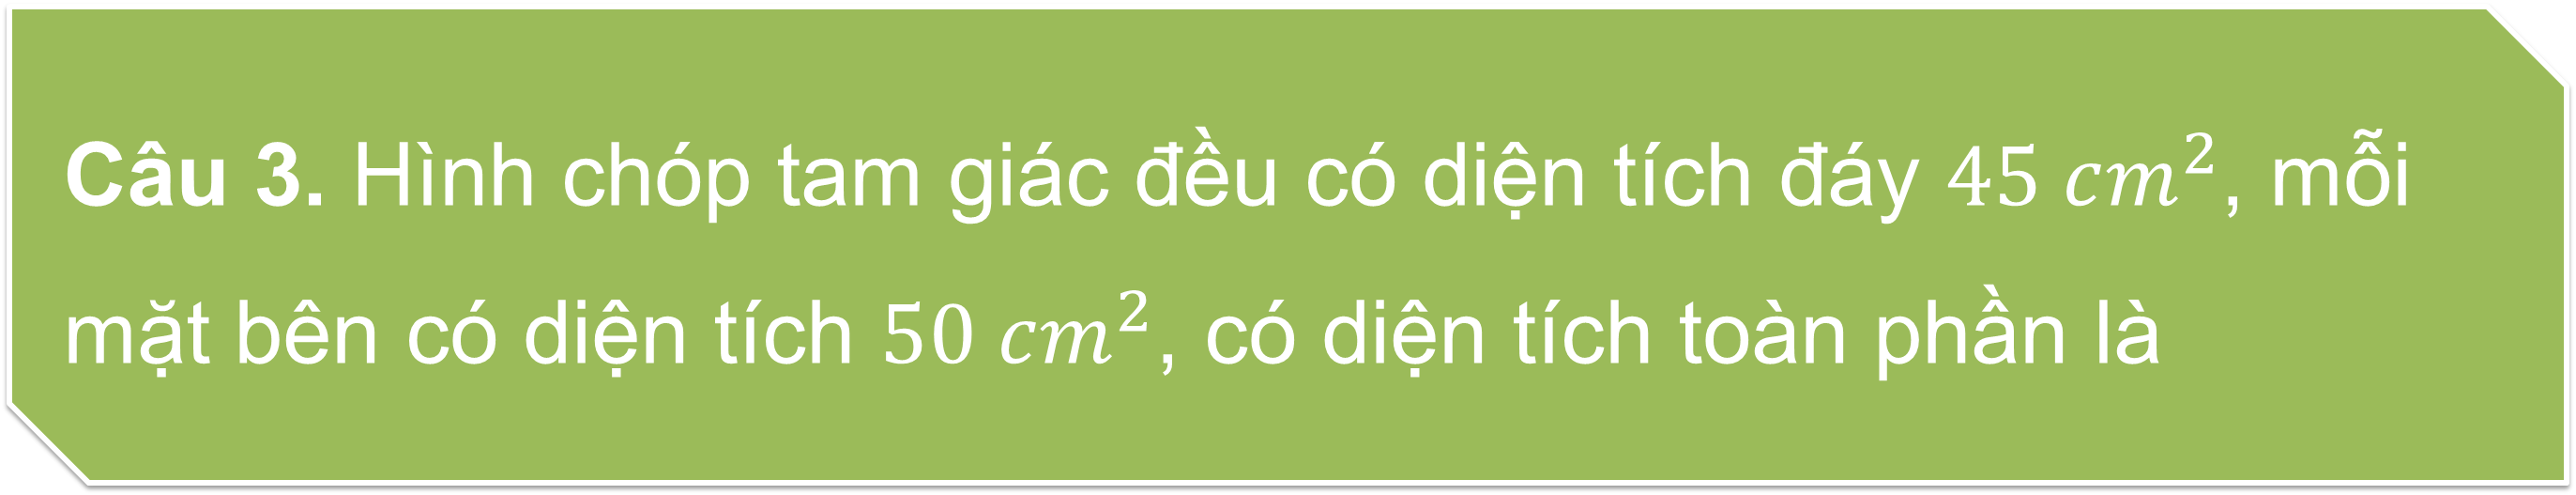 Câu 3. Hình chóp tam giác đều có diện tích đáy 45 cm², mỗi
mặt bên có diện tích 50 cm², có diện tích toàn phần là